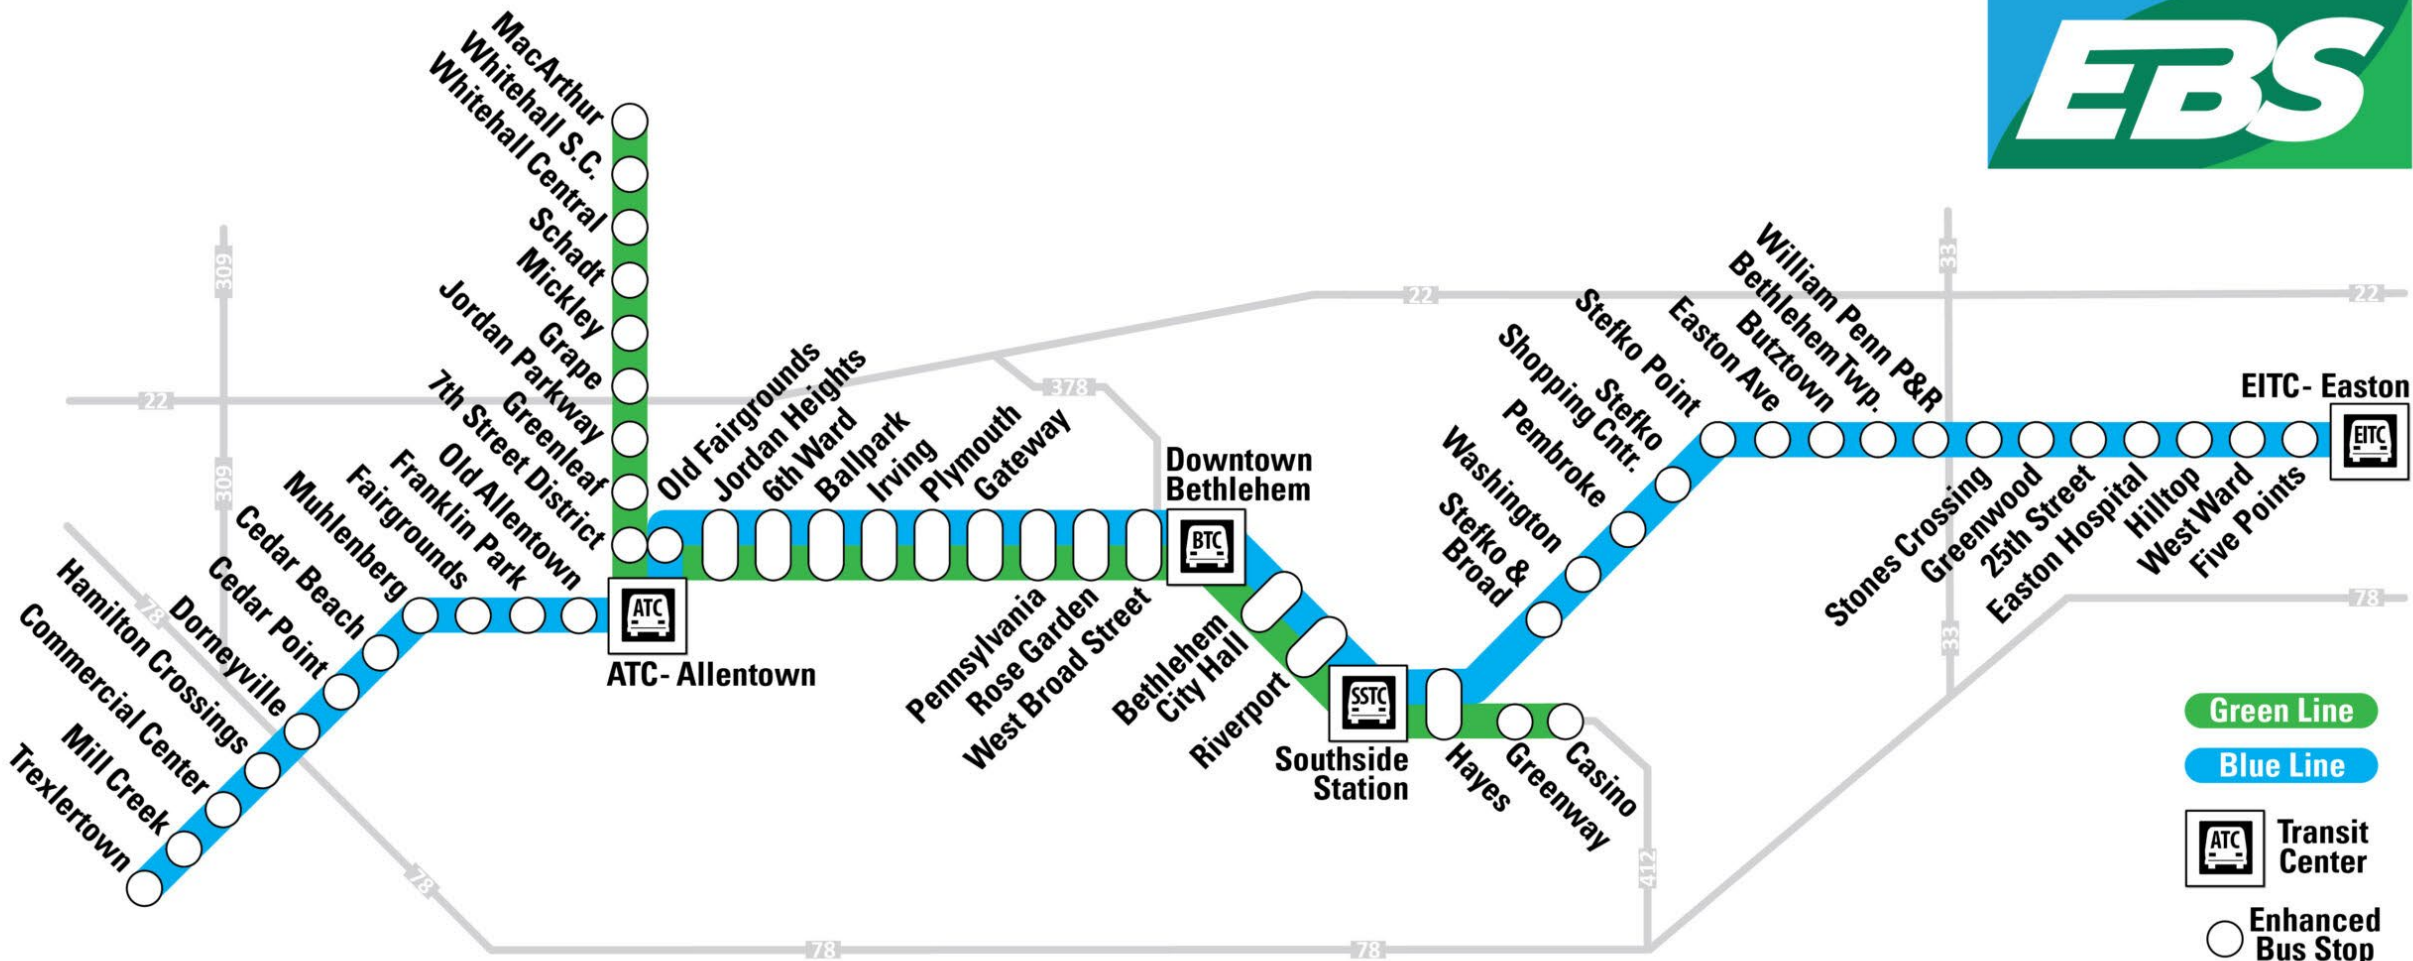 EBS
MacArthur
Whitehall S.C.
Whitehall Central
Schadt
Mickley
Grape
Jordan Parkway
Greenleaf
7th Street District
Old Fairgrounds
Jordan Heights
6th Ward
Ballpark
Irving
Plymouth
Gateway
Pennsylvania
Rose Garden
West Broad Street
Downtown
Bethlehem
BTC
Bethlehem
City Hall
Riverport
SSTC
Southside
Station
Hayes
Greenway
Casino
Stefko &
Broad
Washington
Pembroke
Stefko
Shopping Cntr.
Stefko Point
Easton Ave
Butztown
Bethlehem Twp.
William Penn P&R
Stones Crossing
Greenwood
25th Street
Easton Hospital
Hilltop
West Ward
Five Points
EITC- Easton
EITC
ATC
ATC- Allentown
Old Allentown
Franklin Park
Fairgrounds
Muhlenberg
Cedar Beach
Cedar Point
Dorneyville
Hamilton Crossings
Commercial Center
Mill Creek
Trexlertown
309
309
22
22
22
378
33
33
78
78
78
78
78
412
Green Line
Blue Line
ATC
Transit
Center
Enhanced
Bus Stop